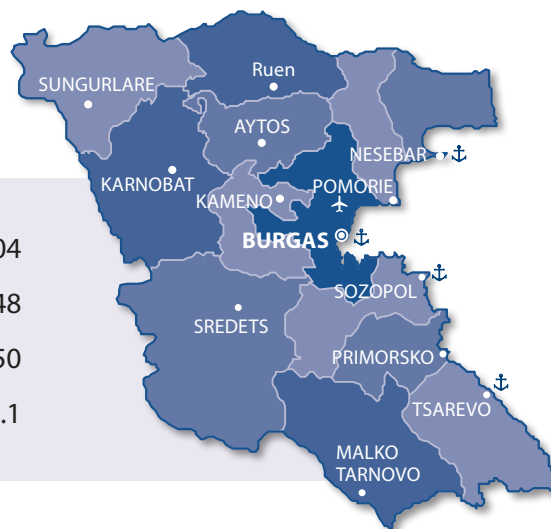 SUNGURLARE
Ruen
AYTOS
NESEBAR
KARNOBAT
POMORIE
KAMENO
BURGAS
04
48
SOZOPOL
SREDETS
50
PRIMORSKO
.1
TSAREVO
MALKO
TARNOVO